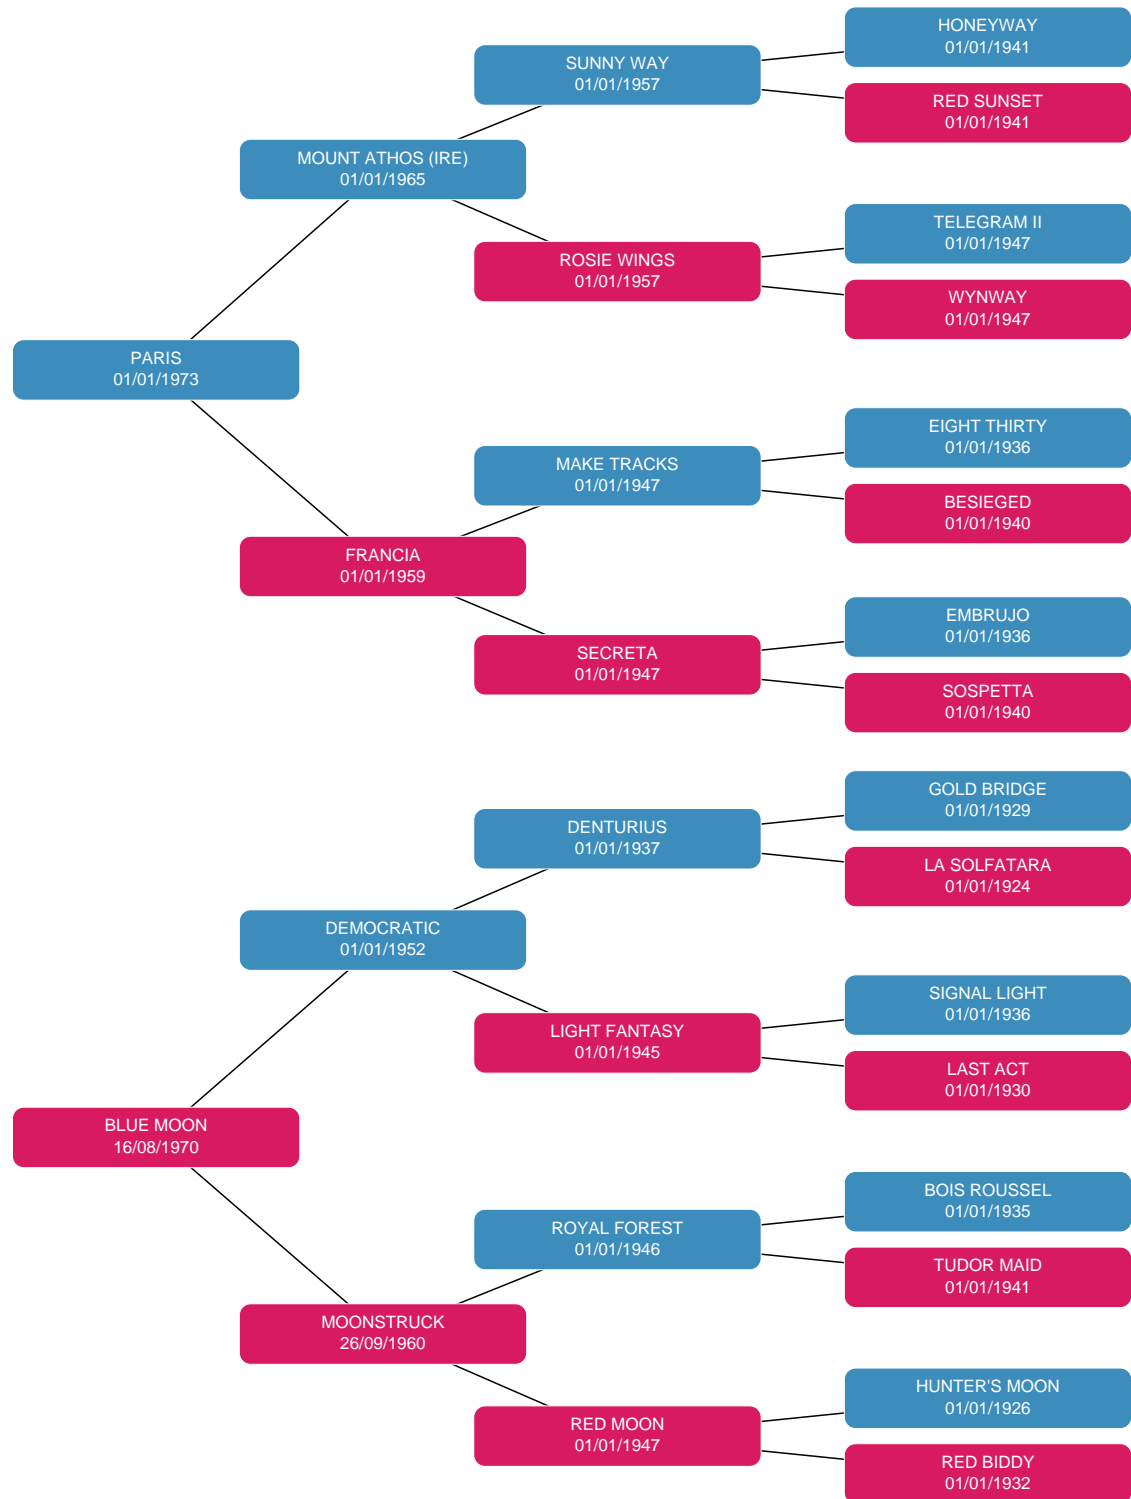 HONEYWAY
01/01/1941
SUNNY WAY
01/01/1957
RED SUNSET
01/01/1941
MOUNT ATHOS (IRE)
01/01/1965
TELEGRAM II
01/01/1947
ROSIE WINGS
01/01/1957
WYNWAY
01/01/1947
PARIS
01/01/1973
EIGHT THIRTY
01/01/1936
MAKE TRACKS
01/01/1947
BESIEGED
01/01/1940
FRANCIA
01/01/1959
EMBRUJO
01/01/1936
SECRETA
01/01/1947
SOSPETTA
01/01/1940
GOLD BRIDGE
01/01/1929
DENTURIUS
01/01/1937
LA SOLFATARA
01/01/1924
DEMOCRATIC
01/01/1952
SIGNAL LIGHT
01/01/1936
LIGHT FANTASY
01/01/1945
LAST ACT
01/01/1930
BLUE MOON
16/08/1970
BOIS ROUSSEL
01/01/1935
ROYAL FOREST
01/01/1946
TUDOR MAID
01/01/1941
MOONSTRUCK
26/09/1960
HUNTER'S MOON
01/01/1926
RED MOON
01/01/1947
RED BIDDY
01/01/1932